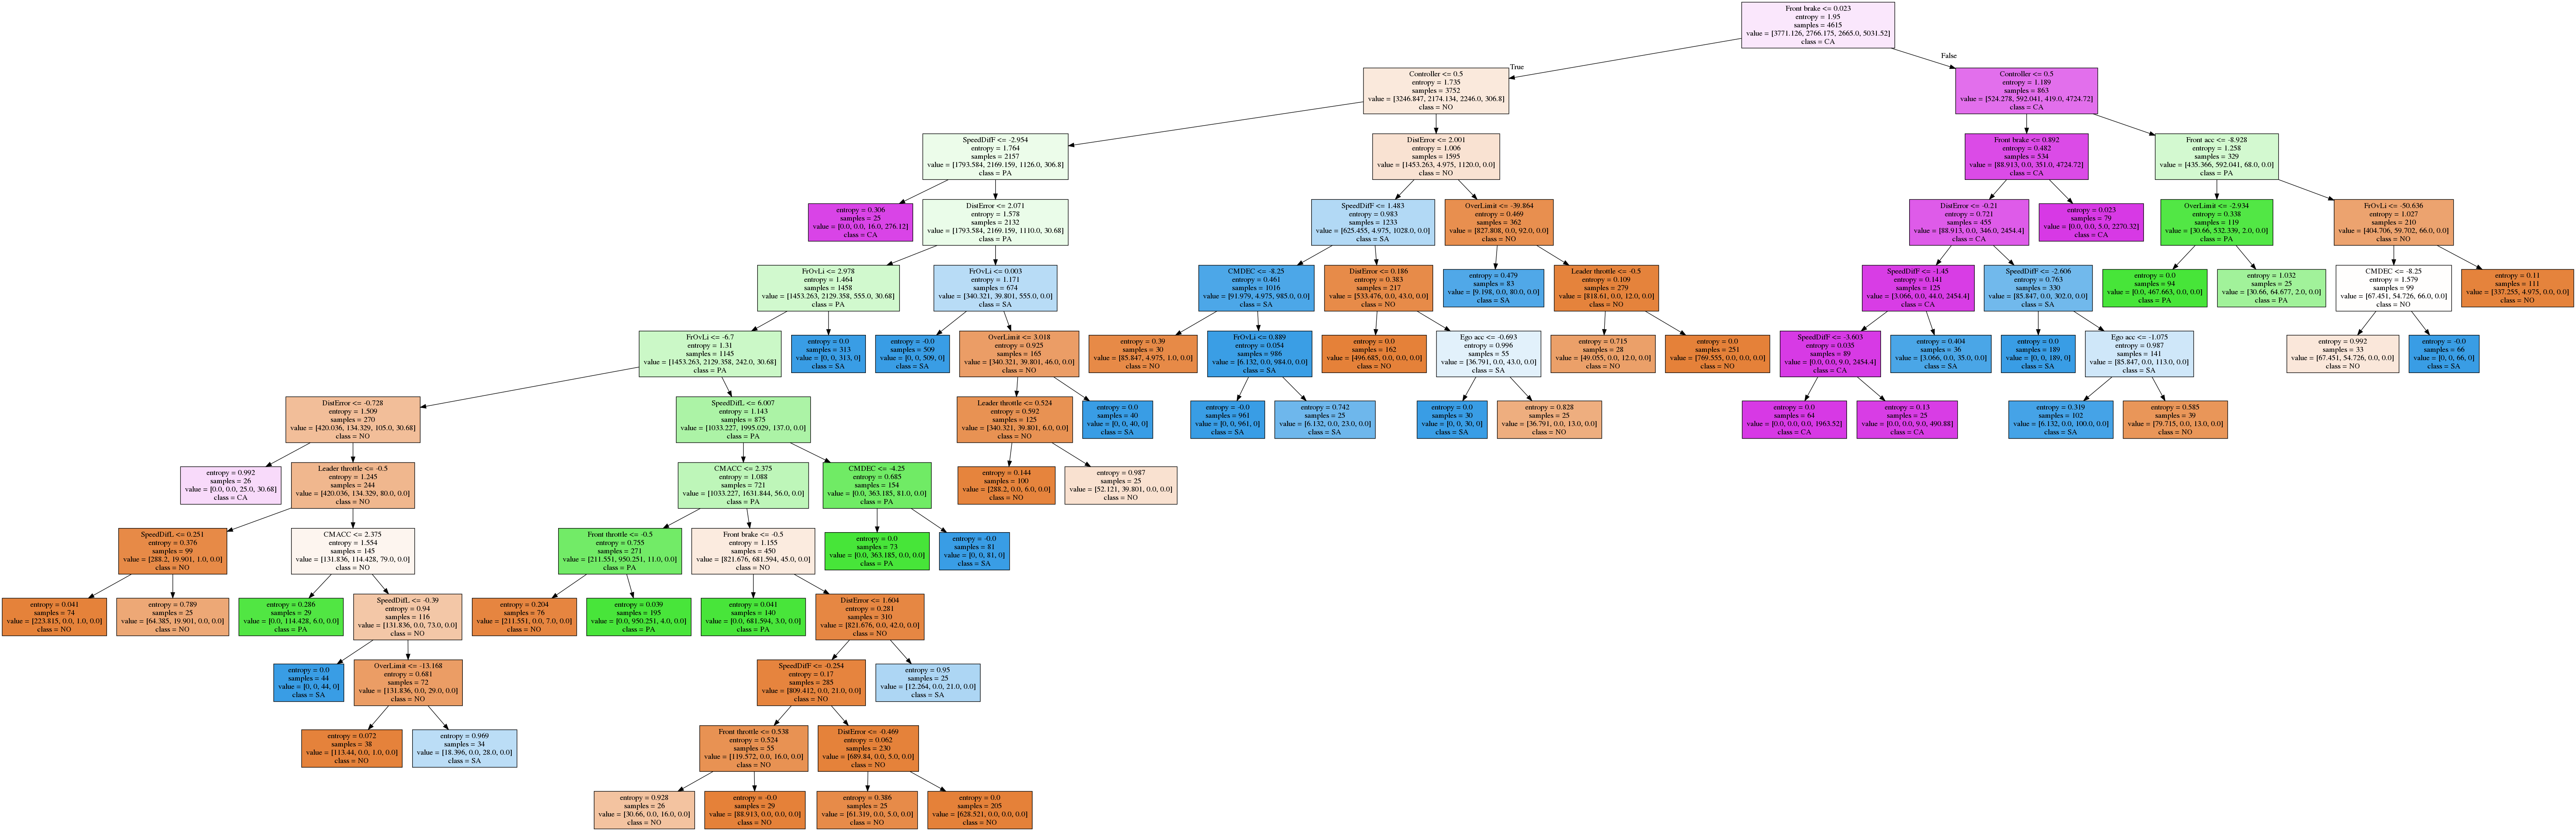 Front brake <= 0.023
entropy = 1.95
samples = 4615
value = [3771.126, 2766.175, 2665.0, 5031.52]
class = CA
True
False
Controller <= 0.5
entropy = 1.735
samples = 3752
value = [3246.847, 2174.134, 2246.0, 306.8]
class = NO
Controller <= 0.5
entropy = 1.189
samples = 863
value = [524.278, 592.041, 419.0, 4724.72]
class = CA
SpeedDifF <= -2.954
entropy = 1.764
samples = 2157
value = [1793.584, 2169.159, 1126.0, 306.8]
class = PA
DistError <= 2.001
entropy = 1.006
samples = 1595
value = [1453.263, 4.975, 1120.0, 0.0]
class = NO
Front brake <= 0.892
entropy = 0.482
samples = 534
value = [88.913, 0.0, 351.0, 4724.72]
class = CA
Front acc <= -8.928
entropy = 1.258
samples = 329
value = [435.366, 592.041, 68.0, 0.0]
class = PA
entropy = 0.306
samples = 25
value = [0.0, 0.0, 16.0, 276.12]
class = CA
DistError <= 2.071
entropy = 1.578
samples = 2132
value = [1793.584, 2169.159, 1110.0, 30.68]
class = PA
SpeedDifF <= 1.483
entropy = 0.983
samples = 1233
value = [625.455, 4.975, 1028.0, 0.0]
class = SA
OverLimit <= -39.864
entropy = 0.469
samples = 362
value = [827.808, 0.0, 92.0, 0.0]
class = NO
DistError <= -0.21
entropy = 0.721
samples = 455
value = [88.913, 0.0, 346.0, 2454.4]
class = CA
entropy = 0.023
samples = 79
value = [0.0, 0.0, 5.0, 2270.32]
class = CA
OverLimit <= -2.934
entropy = 0.338
samples = 119
value = [30.66, 532.339, 2.0, 0.0]
class = PA
FrOvLi <= -50.636
entropy = 1.027
samples = 210
value = [404.706, 59.702, 66.0, 0.0]
class = NO
FrOvLi <= 2.978
entropy = 1.464
samples = 1458
value = [1453.263, 2129.358, 555.0, 30.68]
class = PA
FrOvLi <= 0.003
entropy = 1.171
samples = 674
value = [340.321, 39.801, 555.0, 0.0]
class = SA
CMDEC <= -8.25
entropy = 0.461
samples = 1016
value = [91.979, 4.975, 985.0, 0.0]
class = SA
DistError <= 0.186
entropy = 0.383
samples = 217
value = [533.476, 0.0, 43.0, 0.0]
class = NO
entropy = 0.479
samples = 83
value = [9.198, 0.0, 80.0, 0.0]
class = SA
Leader throttle <= -0.5
entropy = 0.109
samples = 279
value = [818.61, 0.0, 12.0, 0.0]
class = NO
SpeedDifF <= -1.45
entropy = 0.141
samples = 125
value = [3.066, 0.0, 44.0, 2454.4]
class = CA
SpeedDifF <= -2.606
entropy = 0.763
samples = 330
value = [85.847, 0.0, 302.0, 0.0]
class = SA
entropy = 0.0
samples = 94
value = [0.0, 467.663, 0.0, 0.0]
class = PA
entropy = 1.032
samples = 25
value = [30.66, 64.677, 2.0, 0.0]
class = PA
CMDEC <= -8.25
entropy = 1.579
samples = 99
value = [67.451, 54.726, 66.0, 0.0]
class = NO
entropy = 0.11
samples = 111
value = [337.255, 4.975, 0.0, 0.0]
class = NO
FrOvLi <= -6.7
entropy = 1.31
samples = 1145
value = [1453.263, 2129.358, 242.0, 30.68]
class = PA
entropy = 0.0
samples = 313
value = [0, 0, 313, 0]
class = SA
entropy = -0.0
samples = 509
value = [0, 0, 509, 0]
class = SA
OverLimit <= 3.018
entropy = 0.925
samples = 165
value = [340.321, 39.801, 46.0, 0.0]
class = NO
entropy = 0.39
samples = 30
value = [85.847, 4.975, 1.0, 0.0]
class = NO
FrOvLi <= 0.889
entropy = 0.054
samples = 986
value = [6.132, 0.0, 984.0, 0.0]
class = SA
entropy = 0.0
samples = 162
value = [496.685, 0.0, 0.0, 0.0]
class = NO
Ego acc <= -0.693
entropy = 0.996
samples = 55
value = [36.791, 0.0, 43.0, 0.0]
class = SA
entropy = 0.715
samples = 28
value = [49.055, 0.0, 12.0, 0.0]
class = NO
entropy = 0.0
samples = 251
value = [769.555, 0.0, 0.0, 0.0]
class = NO
SpeedDifF <= -3.603
entropy = 0.035
samples = 89
value = [0.0, 0.0, 9.0, 2454.4]
class = CA
entropy = 0.404
samples = 36
value = [3.066, 0.0, 35.0, 0.0]
class = SA
entropy = 0.0
samples = 189
value = [0, 0, 189, 0]
class = SA
Ego acc <= -1.075
entropy = 0.987
samples = 141
value = [85.847, 0.0, 113.0, 0.0]
class = SA
entropy = 0.992
samples = 33
value = [67.451, 54.726, 0.0, 0.0]
class = NO
entropy = -0.0
samples = 66
value = [0, 0, 66, 0]
class = SA
DistError <= -0.728
entropy = 1.509
samples = 270
value = [420.036, 134.329, 105.0, 30.68]
class = NO
SpeedDifL <= 6.007
entropy = 1.143
samples = 875
value = [1033.227, 1995.029, 137.0, 0.0]
class = PA
Leader throttle <= 0.524
entropy = 0.592
samples = 125
value = [340.321, 39.801, 6.0, 0.0]
class = NO
entropy = 0.0
samples = 40
value = [0, 0, 40, 0]
class = SA
entropy = -0.0
samples = 961
value = [0, 0, 961, 0]
class = SA
entropy = 0.742
samples = 25
value = [6.132, 0.0, 23.0, 0.0]
class = SA
entropy = 0.0
samples = 30
value = [0, 0, 30, 0]
class = SA
entropy = 0.828
samples = 25
value = [36.791, 0.0, 13.0, 0.0]
class = NO
entropy = 0.0
samples = 64
value = [0.0, 0.0, 0.0, 1963.52]
class = CA
entropy = 0.13
samples = 25
value = [0.0, 0.0, 9.0, 490.88]
class = CA
entropy = 0.319
samples = 102
value = [6.132, 0.0, 100.0, 0.0]
class = SA
entropy = 0.585
samples = 39
value = [79.715, 0.0, 13.0, 0.0]
class = NO
entropy = 0.992
samples = 26
value = [0.0, 0.0, 25.0, 30.68]
class = CA
Leader throttle <= -0.5
entropy = 1.245
samples = 244
value = [420.036, 134.329, 80.0, 0.0]
class = NO
CMACC <= 2.375
entropy = 1.088
samples = 721
value = [1033.227, 1631.844, 56.0, 0.0]
class = PA
CMDEC <= -4.25
entropy = 0.685
samples = 154
value = [0.0, 363.185, 81.0, 0.0]
class = PA
entropy = 0.144
samples = 100
value = [288.2, 0.0, 6.0, 0.0]
class = NO
entropy = 0.987
samples = 25
value = [52.121, 39.801, 0.0, 0.0]
class = NO
SpeedDifL <= 0.251
entropy = 0.376
samples = 99
value = [288.2, 19.901, 1.0, 0.0]
class = NO
CMACC <= 2.375
entropy = 1.554
samples = 145
value = [131.836, 114.428, 79.0, 0.0]
class = NO
Front throttle <= -0.5
entropy = 0.755
samples = 271
value = [211.551, 950.251, 11.0, 0.0]
class = PA
Front brake <= -0.5
entropy = 1.155
samples = 450
value = [821.676, 681.594, 45.0, 0.0]
class = NO
entropy = 0.0
samples = 73
value = [0.0, 363.185, 0.0, 0.0]
class = PA
entropy = -0.0
samples = 81
value = [0, 0, 81, 0]
class = SA
entropy = 0.041
samples = 74
value = [223.815, 0.0, 1.0, 0.0]
class = NO
entropy = 0.789
samples = 25
value = [64.385, 19.901, 0.0, 0.0]
class = NO
entropy = 0.286
samples = 29
value = [0.0, 114.428, 6.0, 0.0]
class = PA
SpeedDifL <= -0.39
entropy = 0.94
samples = 116
value = [131.836, 0.0, 73.0, 0.0]
class = NO
entropy = 0.204
samples = 76
value = [211.551, 0.0, 7.0, 0.0]
class = NO
entropy = 0.039
samples = 195
value = [0.0, 950.251, 4.0, 0.0]
class = PA
entropy = 0.041
samples = 140
value = [0.0, 681.594, 3.0, 0.0]
class = PA
DistError <= 1.604
entropy = 0.281
samples = 310
value = [821.676, 0.0, 42.0, 0.0]
class = NO
entropy = 0.0
samples = 44
value = [0, 0, 44, 0]
class = SA
OverLimit <= -13.168
entropy = 0.681
samples = 72
value = [131.836, 0.0, 29.0, 0.0]
class = NO
SpeedDifF <= -0.254
entropy = 0.17
samples = 285
value = [809.412, 0.0, 21.0, 0.0]
class = NO
entropy = 0.95
samples = 25
value = [12.264, 0.0, 21.0, 0.0]
class = SA
entropy = 0.072
samples = 38
value = [113.44, 0.0, 1.0, 0.0]
class = NO
entropy = 0.969
samples = 34
value = [18.396, 0.0, 28.0, 0.0]
class = SA
Front throttle <= 0.538
entropy = 0.524
samples = 55
value = [119.572, 0.0, 16.0, 0.0]
class = NO
DistError <= -0.469
entropy = 0.062
samples = 230
value = [689.84, 0.0, 5.0, 0.0]
class = NO
entropy = 0.928
samples = 26
value = [30.66, 0.0, 16.0, 0.0]
class = NO
entropy = -0.0
samples = 29
value = [88.913, 0.0, 0.0, 0.0]
class = NO
entropy = 0.386
samples = 25
value = [61.319, 0.0, 5.0, 0.0]
class = NO
entropy = 0.0
samples = 205
value = [628.521, 0.0, 0.0, 0.0]
class = NO